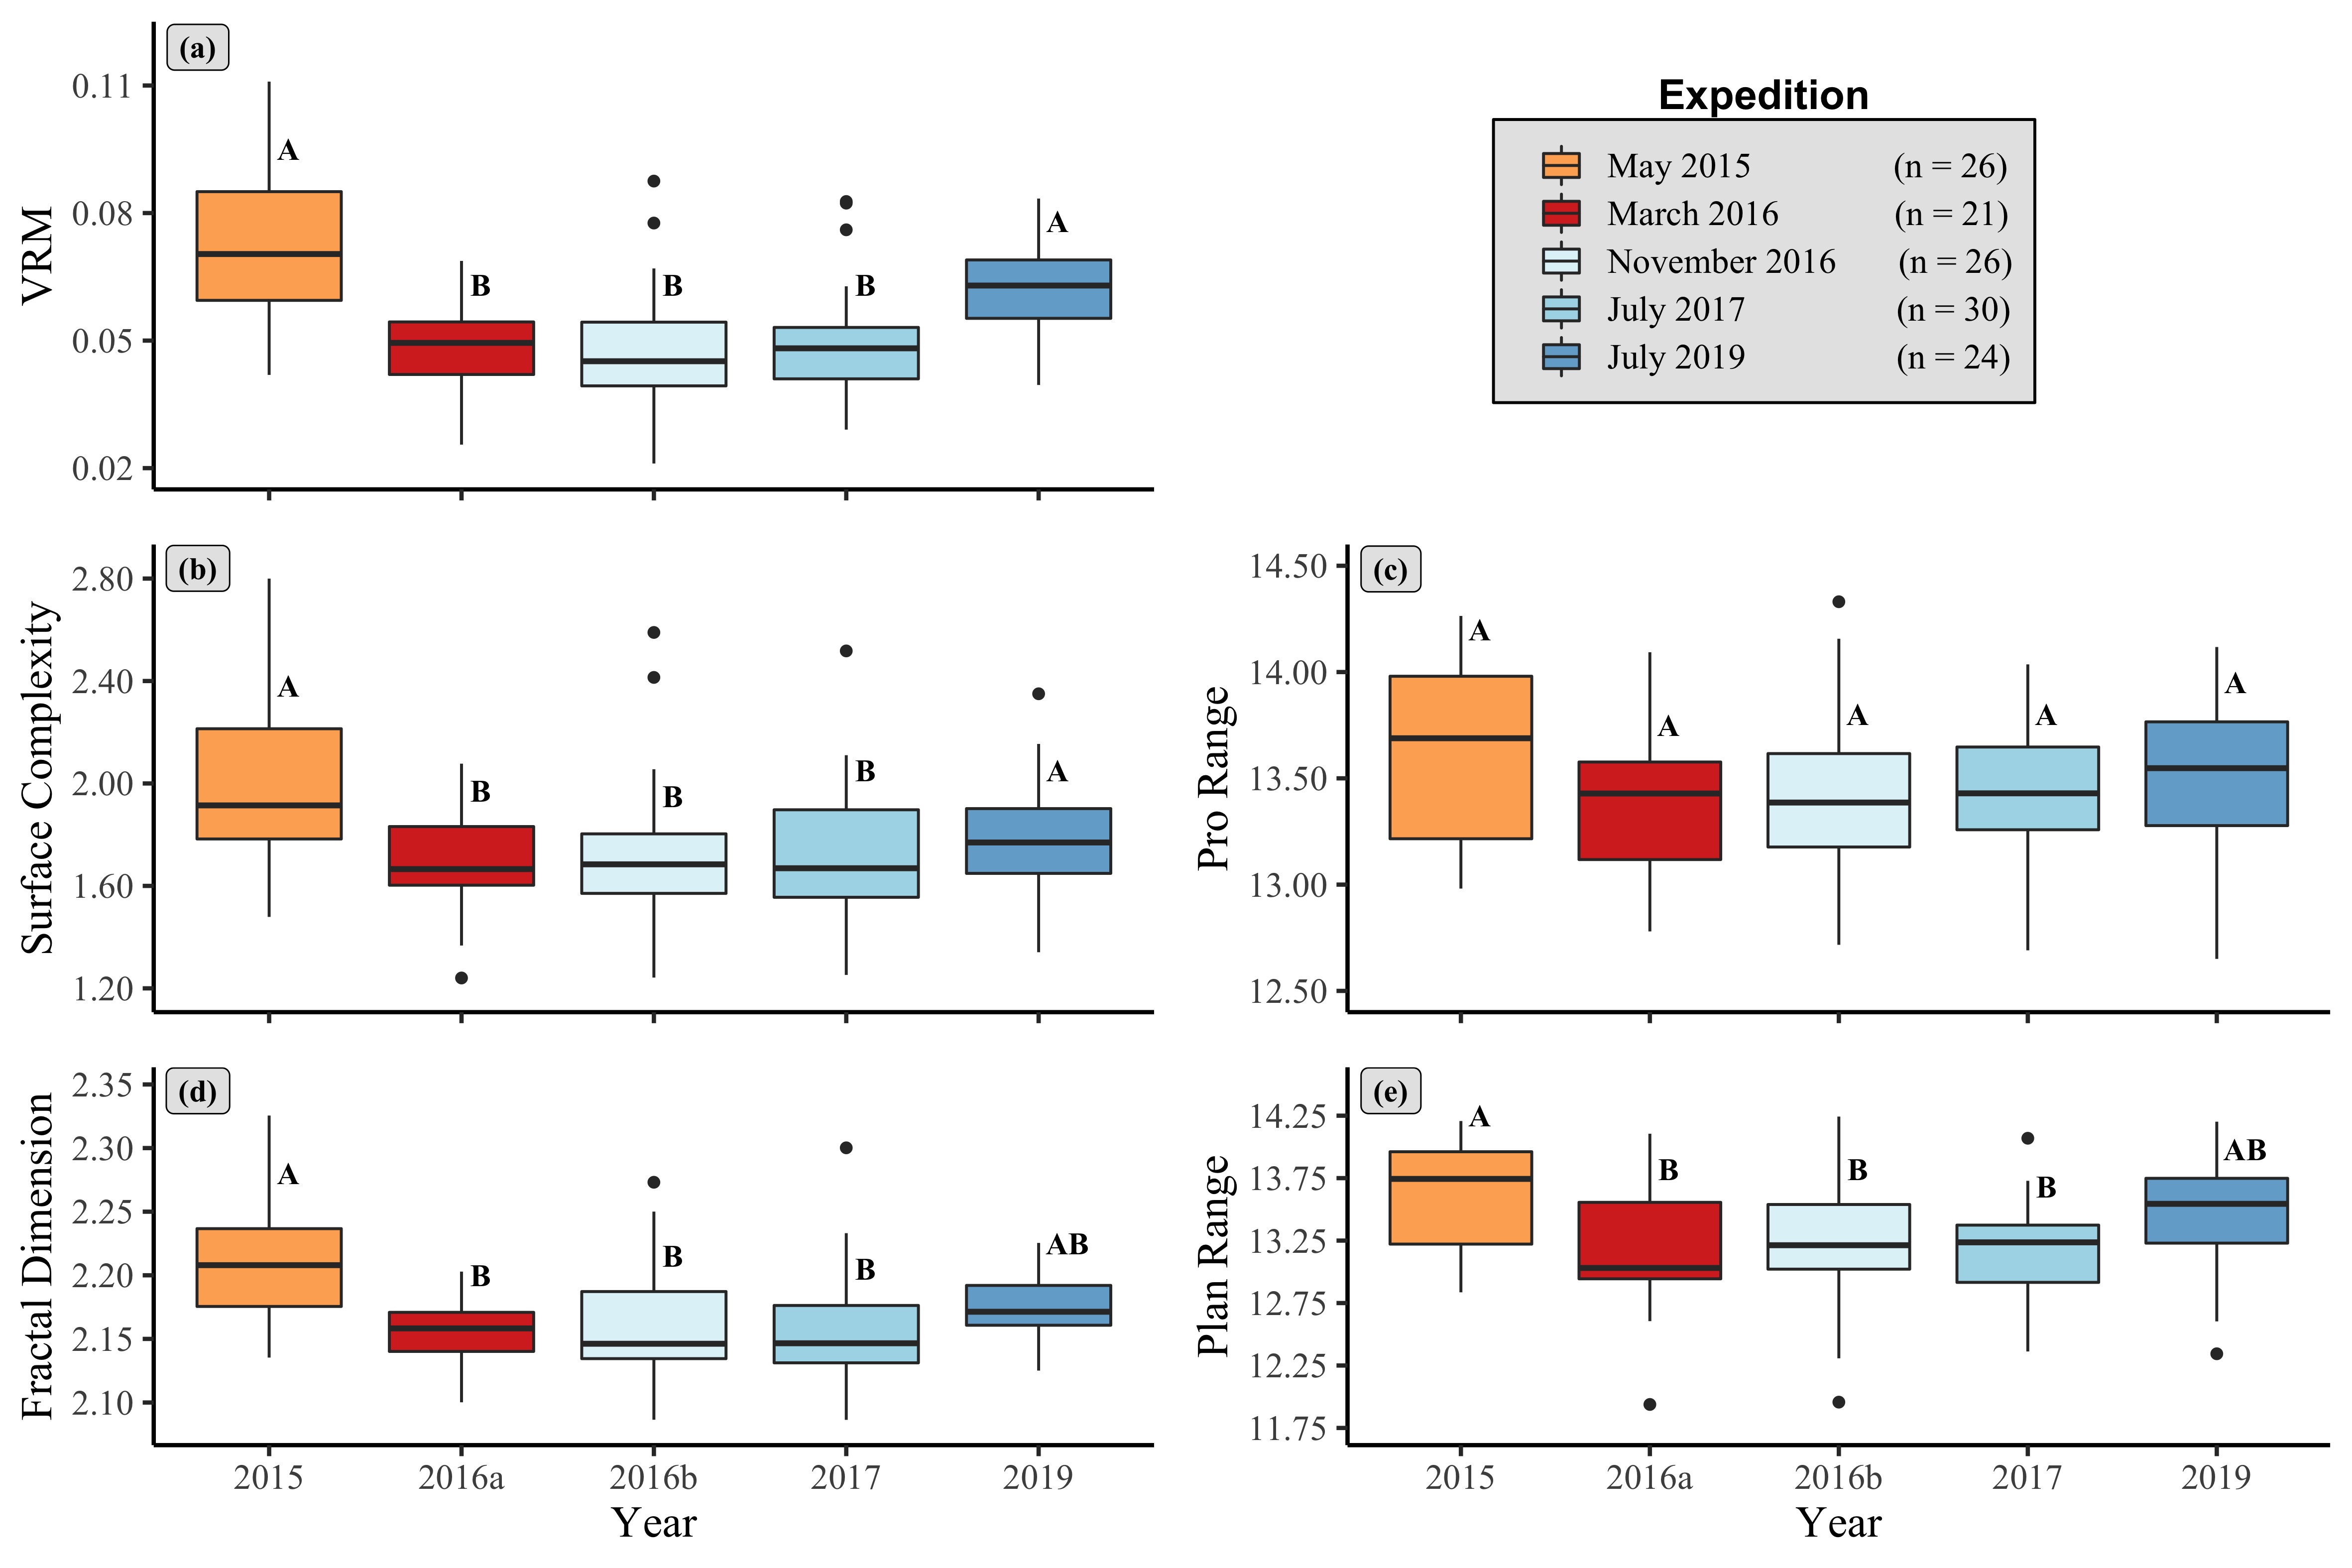 (a)
VRM
0.11
0.08
0.05
0.02
A
B
B
B
A
Expedition
May 2015 (n = 26)
March 2016 (n = 21)
November 2016 (n = 26)
July 2017 (n = 30)
July 2019 (n = 24)
(b)
Surface Complexity
2.80
2.40
2.00
1.60
1.20
A
B
B
B
A
(c)
Pro Range
14.50
14.00
13.50
13.00
12.50
A
A
A
A
A
(d)
Fractal Dimension
2.35
2.30
2.25
2.20
2.15
2.10
A
B
B
B
AB
2015 2016a 2016b 2017 2019
Year
(e)
Plan Range
14.25
13.75
13.25
12.75
12.25
11.75
A
B
B
B
AB
2015 2016a 2016b 2017 2019
Year